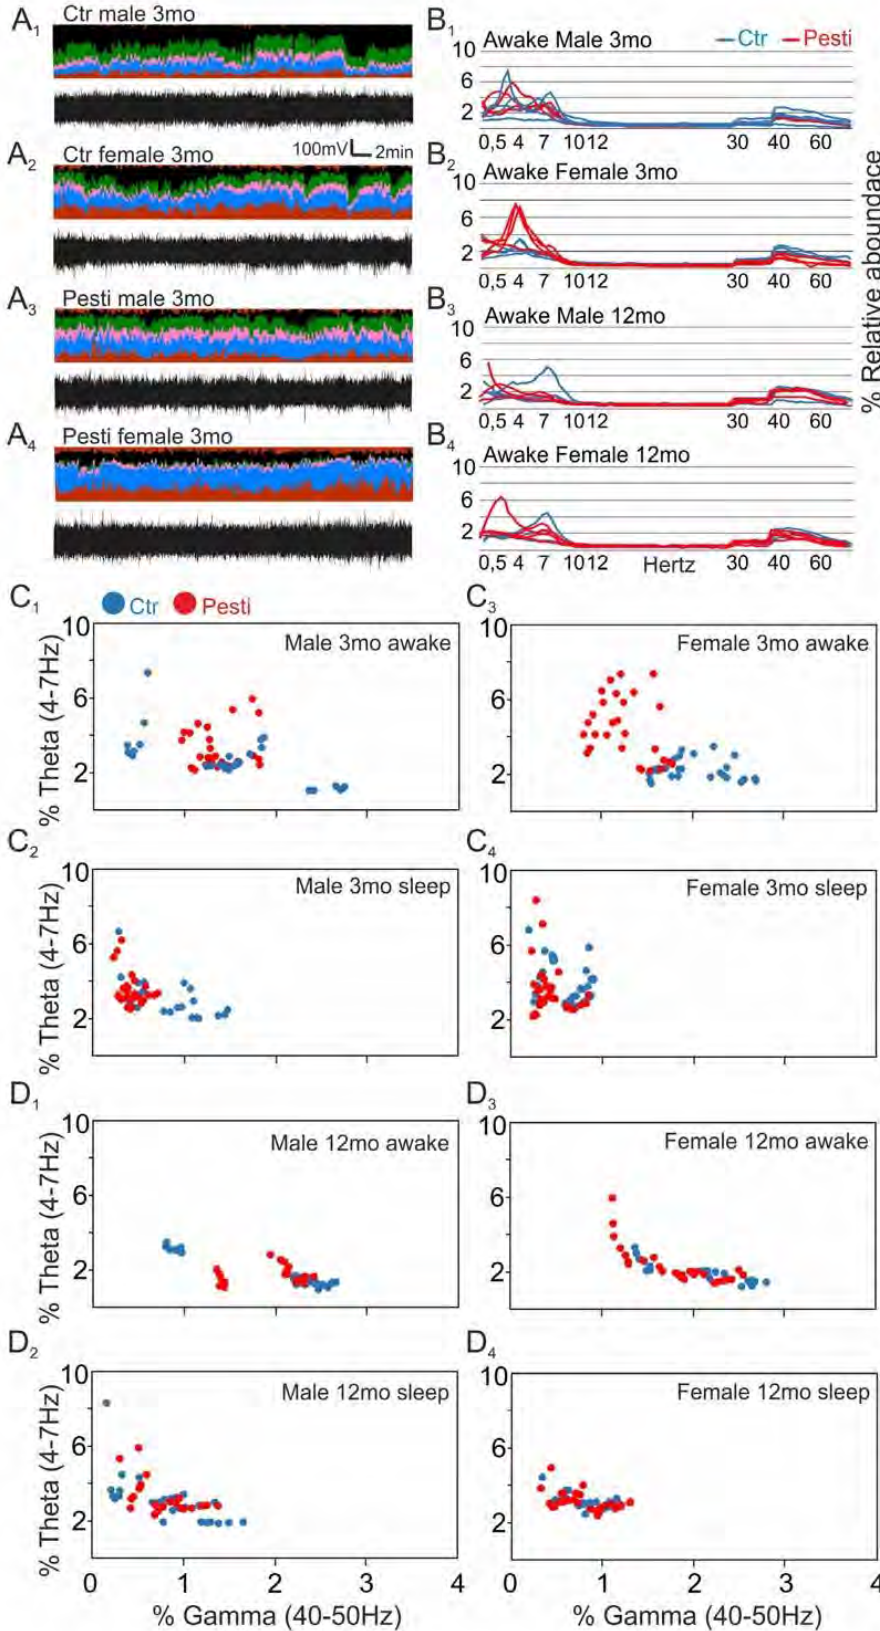 A1 Ctr male 3mo
A2 Ctr female 3mo 100mV 2min
A3 Pesti male 3mo
A4 Pesti female 3mo
B1 10 Awake Male 3mo Ctr Pesti
6
2
0,5 4 7 10 12 30 40 60
B2 10 Awake Female 3mo
6
2
0,5 4 7 10 12 30 40 60
B3 10 Awake Male 12mo
6
2
0,5 4 7 10 12 30 40 60
B4 10 Awake Female 12mo
6
2
0,5 4 7 10 12 Hertz 30 40 60
% Relative aboundace
C1 Ctr Pesti
10 Male 3mo awake
6
2
% Theta (4-7Hz)
C3
10 Female 3mo awake
6
2
C2
10 Male 3mo sleep
6
2
% Theta (4-7Hz)
C4
10 Female 3mo sleep
6
2
D1
10 Male 12mo awake
6
2
% Theta (4-7Hz)
D3
10 Female 12mo awake
6
2
D2
10 Male 12mo sleep
6
2
% Theta (4-7Hz)
0 1 2 3 4
% Gamma (40-50Hz)
D4
10 Female 12mo sleep
6
2
0 1 2 3 4
% Gamma (40-50Hz)